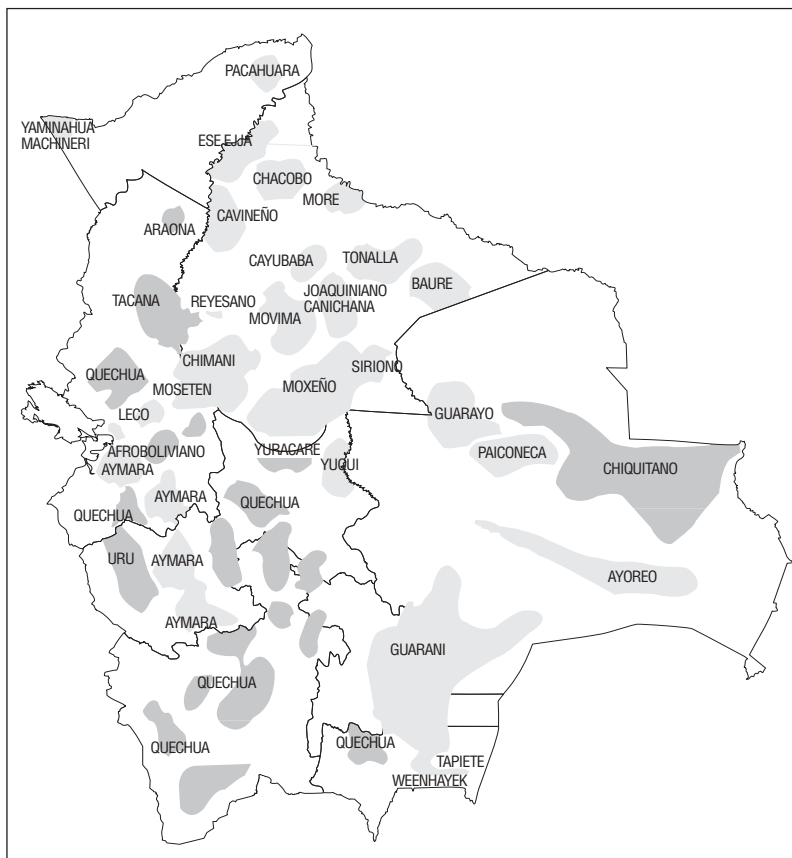 PACAHUARA
YAMINAHUA
MACHINERI
ESE EJJA
CHACOBO
MORE
CAVINEÑO
ARAONA
CAYUBABA
TONALLA
BAURE
TACANA
REYESANO
JOAQUINIANO
CANICHANA
MOVIMA
CHIMANI
SIRIONO
QUECHUA
MOSETEN
MOXEÑO
LECO
GUARAYO
AFROBOLIVIANO
AYMARA
YURACARE
YUQUI
PAICONECA
CHIQUITANO
AYMARA
QUECHUA
QUECHUA
URU
AYMARA
AYOREO
AYMARA
GUARANI
QUECHUA
QUECHUA
QUECHUA
TAPIETE
WEENHAYEK